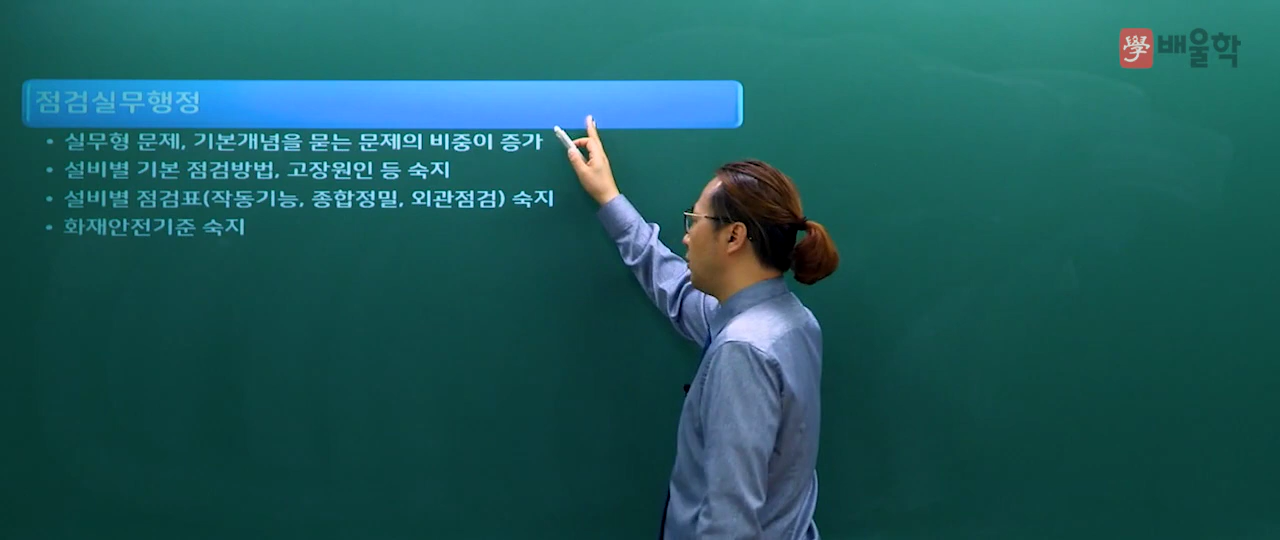 學 배울학
점검실무행정
• 실무형 문제, 기본개념을 묻는 문제의 비중이 증가
• 설비별 기본 점검방법, 고장원인 등 숙지
• 설비별 점검표(작동기능, 종합정밀, 외관점검) 숙지
• 화재안전기준 숙지